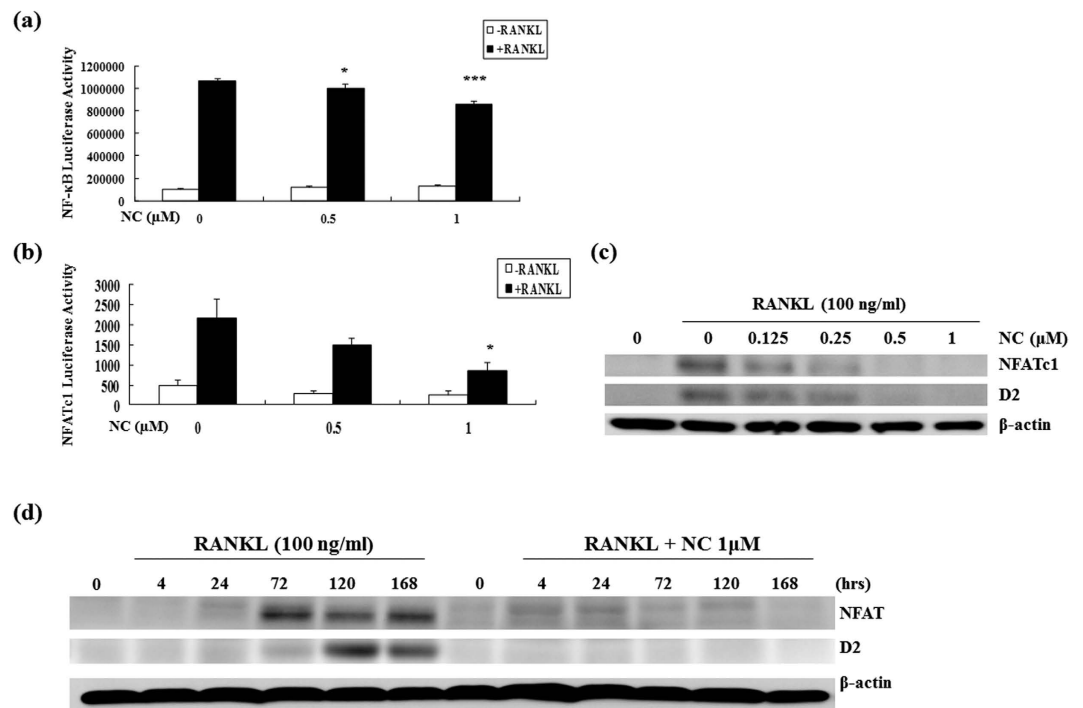 (a)
-RANKL
+RANKL
NF-κB Luciferase Activity
1200000
1000000
800000
600000
400000
200000
0
*
***
NC (μM) 0 0.5 1
(b)
-RANKL
+RANKL
NFATc1 Luciferase Activity
3000
2500
2000
1500
1000
500
0
*
NC (μM) 0 0.5 1
(c)
RANKL (100 ng/ml)
0 0 0.125 0.25 0.5 1 NC (μM)
NFATc1
D2
β-actin
(d)
RANKL (100 ng/ml) RANKL + NC 1μM
0 4 24 72 120 168 0 4 24 72 120 168 (hrs)
NFAT
D2
β-actin